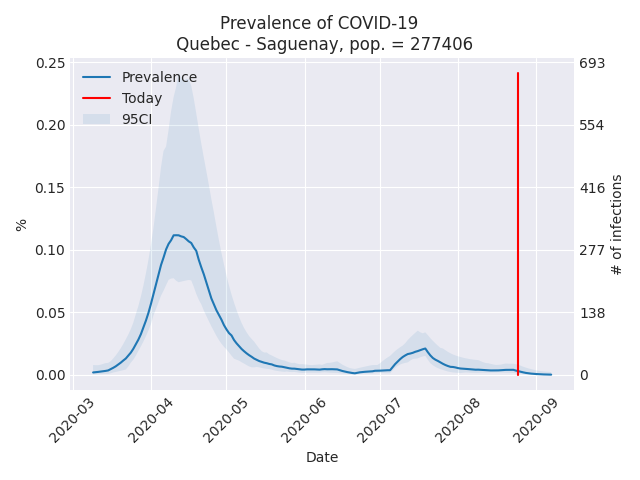 Prevalence of COVID-19
Quebec - Saguenay, pop. = 277406
Prevalence
Today
95CI
0.25
0.20
0.15
0.10
0.05
0.00
%
693
554
416
277
138
0
# of infections
2020-03
2020-04
2020-05
2020-06
2020-07
2020-08
2020-09
Date